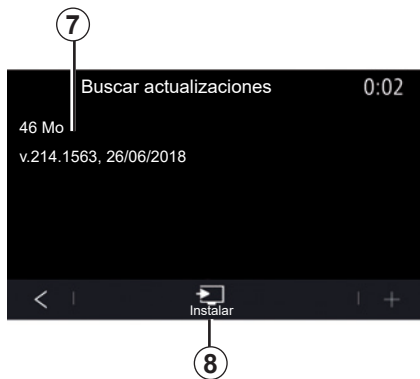 7
Buscar actualizaciones 0:02
46 Mo
v.214.1563, 26/06/2018
Instalar
8